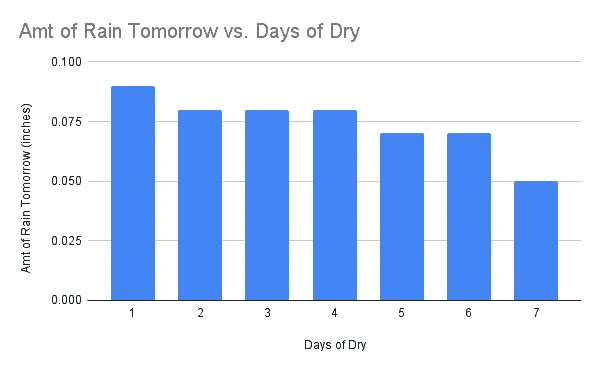 Amt of Rain Tomorrow vs. Days of Dry
Amt of Rain Tomorrow (inches)
0.100
0.075
0.050
0.025
0.000
1 2 3 4 5 6 7
Days of Dry